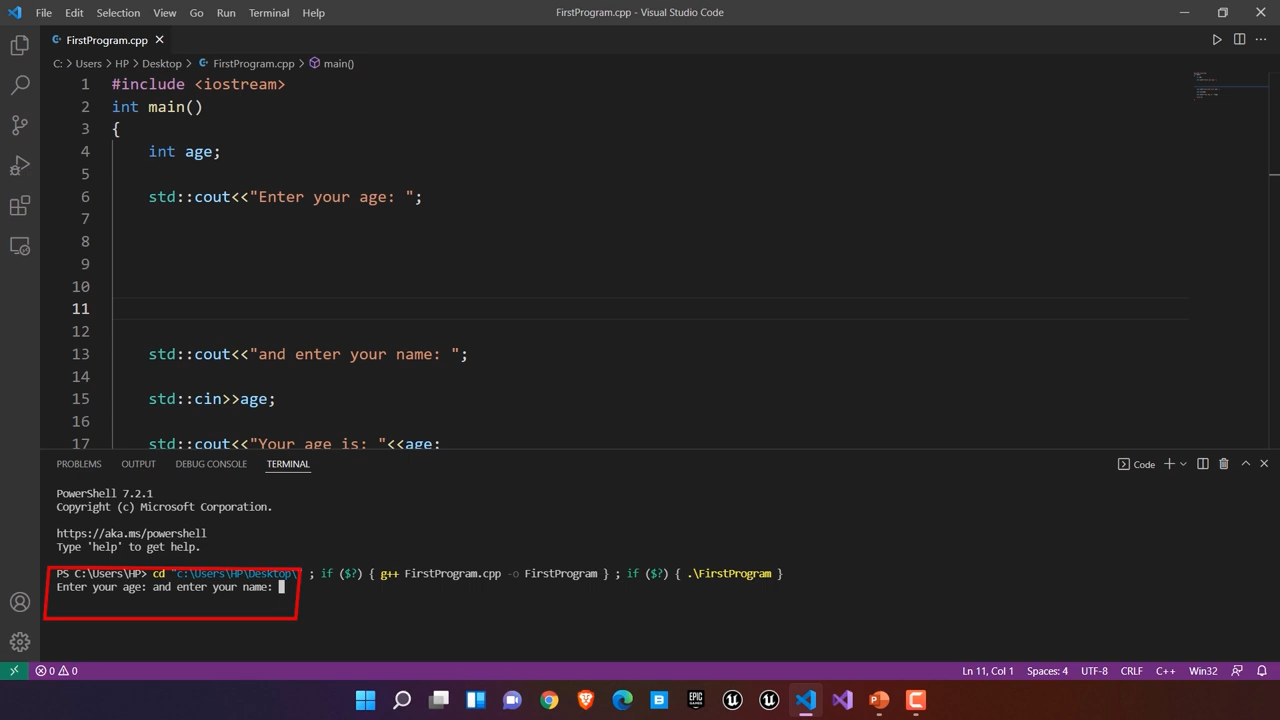 File Edit Selection View Go Run Terminal Help
FirstProgram.cpp - Visual Studio Code
FirstProgram.cpp
C: > Users > HP > Desktop > FirstProgram.cpp > main()
1 #include <iostream>
2 int main()
3 {
4 int age;
5
6 std::cout<<"Enter your age: ";
7
8
9
10
11
12
13 std::cout<<"and enter your name: ";
14
15 std::cin>>age;
16
17 std::cout<<"Your age is: "<<age;
PROBLEMS OUTPUT DEBUG CONSOLE TERMINAL
Code
PowerShell 7.2.1
Copyright (c) Microsoft Corporation.
https://aka.ms/powershell
Type 'help' to get help.
PS C:\Users\HP> cd "c:\Users\HP\Desktop\" ; if ($?) { g++ FirstProgram.cpp -o FirstProgram } ; if ($?) { .\FirstProgram }
Enter your age: and enter your name:
0 0
Ln 11, Col 1 Spaces: 4 UTF-8 CRLF C++ Win32
EPIC GAMES